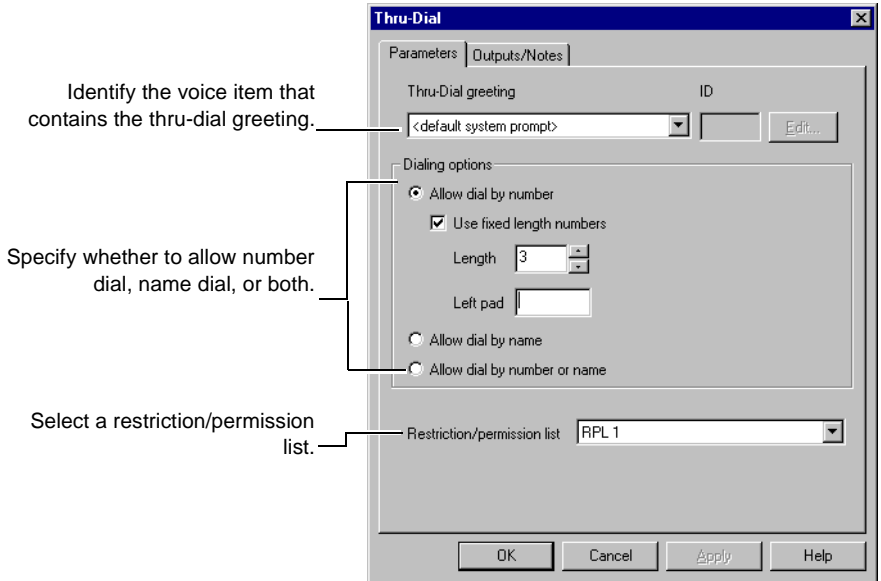 Thru-Dial
Parameters
Outputs/Notes
Identify the voice item that
contains the thru-dial greeting.
Thru-Dial greeting
ID
<default system prompt>
Edit...
Dialing options
Allow dial by number
Use fixed length numbers
Length 3
Left pad
Specify whether to allow number
dial, name dial, or both.
Allow dial by name
Allow dial by number or name
Select a restriction/permission
list.
Restriction/permission list RPL 1
OK
Cancel
Apply
Help